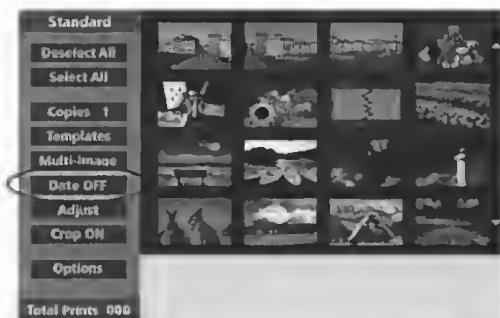 Standard
Deselect All
Select All
Copies 1
Templates
Multi-Image
Date OFF
Adjust
Crop ON
Options
Total Prints 000